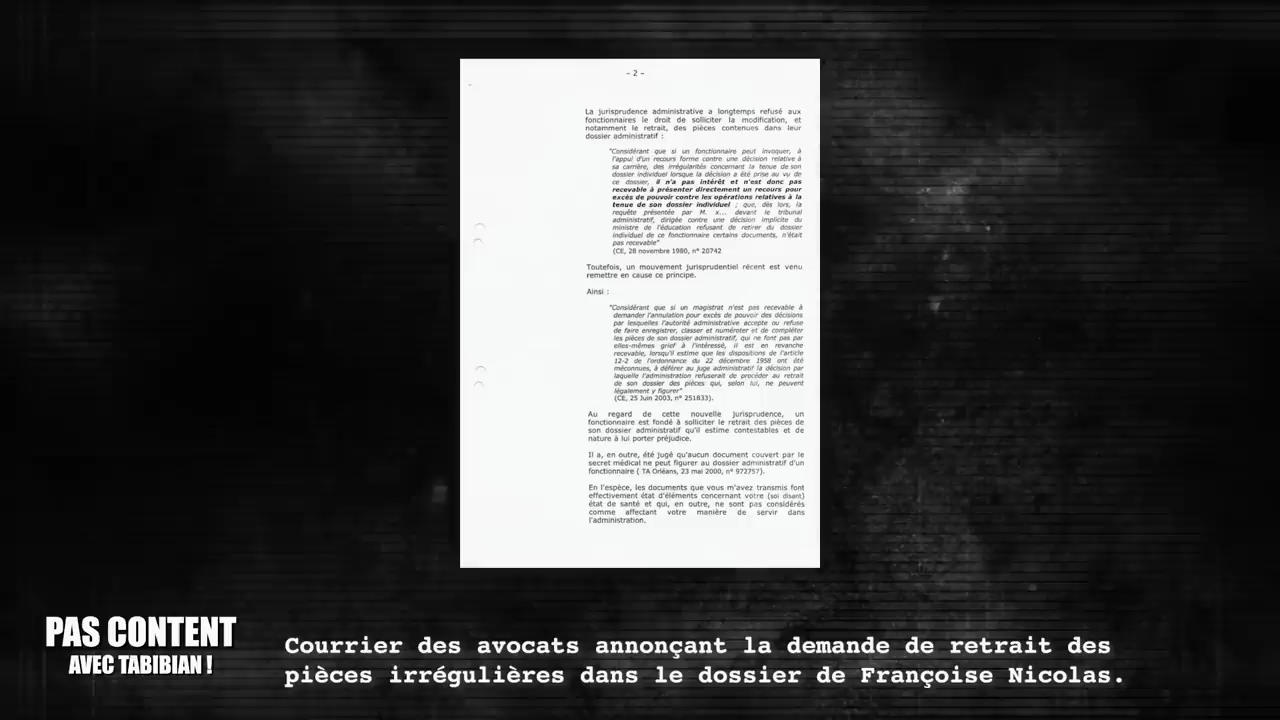 - 2 -
La jurisprudence administrative a longtemps refusé aux
fonctionnaires le droit de solliciter la modification, et
notamment le retrait, des pièces contenues dans leur
dossier administratif :
"Considérant que si un fonctionnaire peut invoquer, à
l'appui d'un recours forme contre une décision relative à
sa carrière, des irrégularités concernant la tenue de son
dossier individuel lorsque la décision a été prise au vu de
ce dossier, il n'a pas intérêt et n'est donc pas
recevable à présenter directement un recours pour
excès de pouvoir contre les opérations relatives à la
tenue de son dossier individuel ; que, dès lors, la
requête présentée par M. x... devant le tribunal
administratif, dirigée contre une décision implicite du
ministre de l'éducation refusant de retirer du dossier
individuel de ce fonctionnaire certains documents, n'était
pas recevable"
(CE, 28 novembre 1980, n° 20742
Toutefois, un mouvement jurisprudentiel récent est venu
remettre en cause ce principe.
Ainsi :
"Considérant que si un magistrat n'est pas recevable à
demander l'annulation pour excès de pouvoir des décisions
par lesquelles l'autorité administrative accepte ou refuse
de faire enregistrer, classer et numéroter et de compléter
les pièces de son dossier administratif, qui ne font pas par
elles-mêmes grief à l'intéressé, il est en revanche
recevable, lorsqu'il estime que les dispositions de l'article
12-2 de l'ordonnance du 22 décembre 1958 ont été
méconnues, à déférer au juge administratif la décision par
laquelle l'administration refuserait de procéder au retrait
de son dossier des pièces qui, selon lui, ne peuvent
légalement y figurer"
(CE, 25 Juin 2003, n° 251833).
Au regard de cette nouvelle jurisprudence, un
fonctionnaire est fondé à solliciter le retrait des pièces de
son dossier administratif qu'il estime contestables et de
nature à lui porter préjudice.
Il a, en outre, été jugé qu'aucun document couvert par le
secret médical ne peut figurer au dossier administratif d'un
fonctionnaire ( TA Orléans, 23 mai 2000, n° 972757).
En l'espèce, les documents que vous m'avez transmis font
effectivement état d'éléments concernant votre (soi disant)
état de santé et qui, en outre, ne sont pas considérés
comme affectant votre manière de servir dans
l'administration.
PAS CONTENT
AVEC TABIBIAN !
Courrier des avocats annonçant la demande de retrait des
pièces irrégulières dans le dossier de Françoise Nicolas.